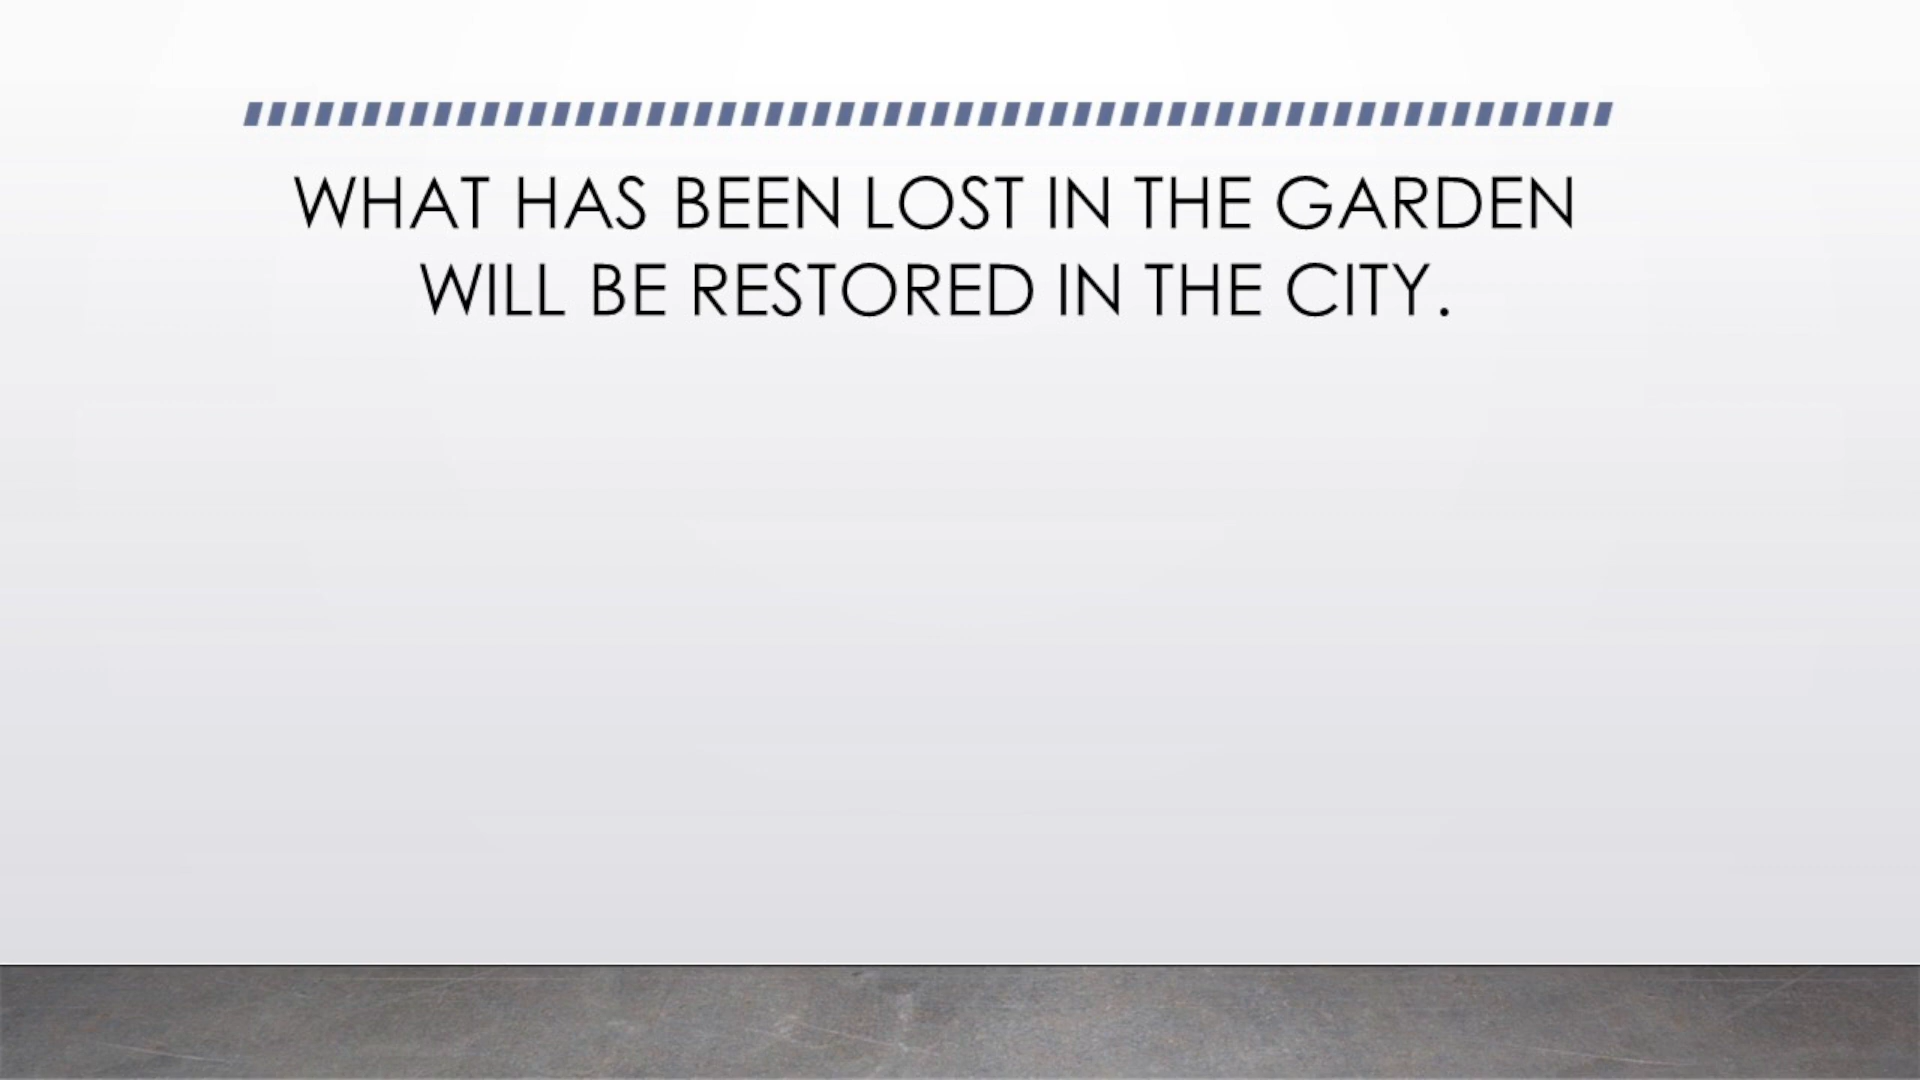 WHAT HAS BEEN LOST IN THE GARDEN
WILL BE RESTORED IN THE CITY.